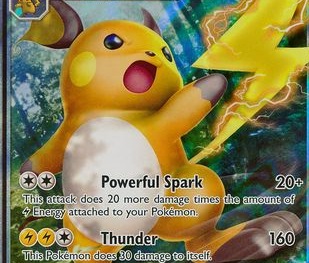 Powerful Spark 20+
This attack does 20 more damage times the amount of
Energy attached to your Pokémon.
Thunder 160
This Pokémon does 30 damage to itself.